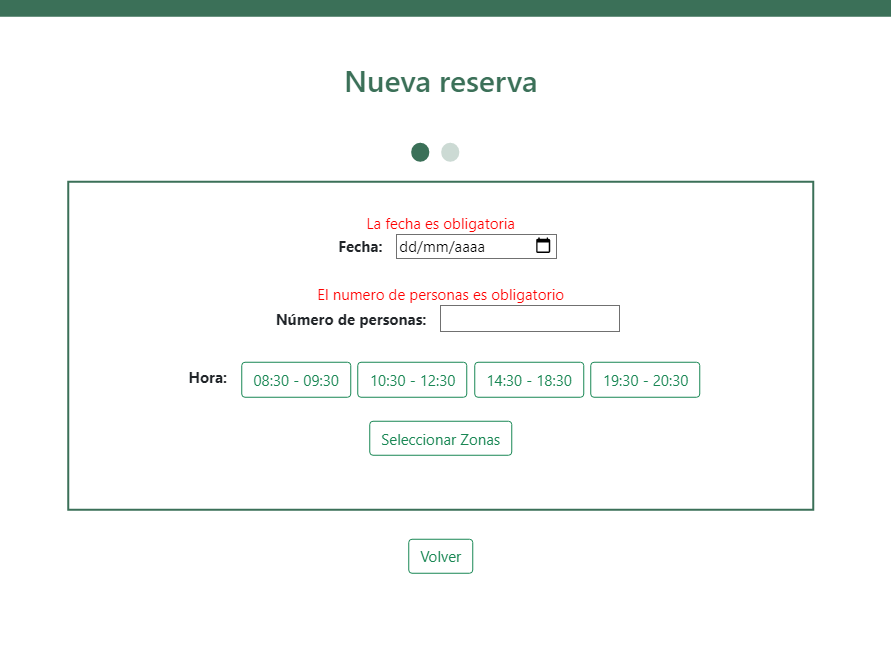 Nueva reserva
La fecha es obligatoria
Fecha: dd/mm/aaaa
El numero de personas es obligatorio
Número de personas:
Hora: 08:30 - 09:30 10:30 - 12:30 14:30 - 18:30 19:30 - 20:30
Seleccionar Zonas
Volver